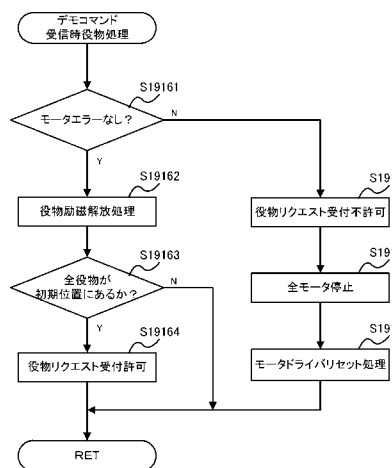 デモコマンド
受信時役物処理
S19161
モータエラーなし?
N
Y
S19162
役物励磁解放処理
S19163
全役物が
初期位置にあるか?
N
Y
S19164
役物リクエスト受付許可
S19
役物リクエスト受付不許可
S19
全モータ停止
S19
モータドライバリセット処理
RET